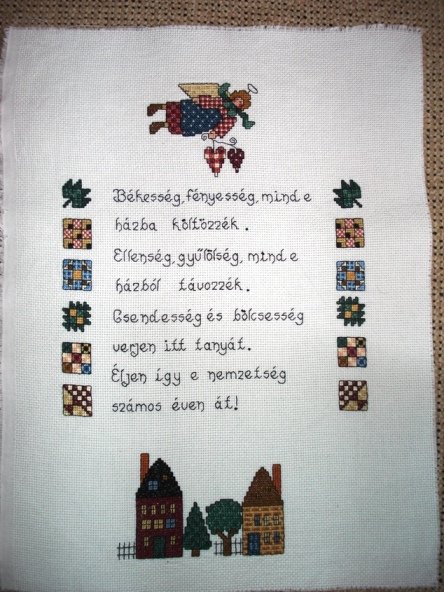 Békesség, fényesség, mind e
házba költözzék.
Ellenség, gyűlölség, mind e
házból távozzék.
Csendesség és bölcsesség
verjen itt tanyát.
Éljen így e nemzetség
számos éven át!